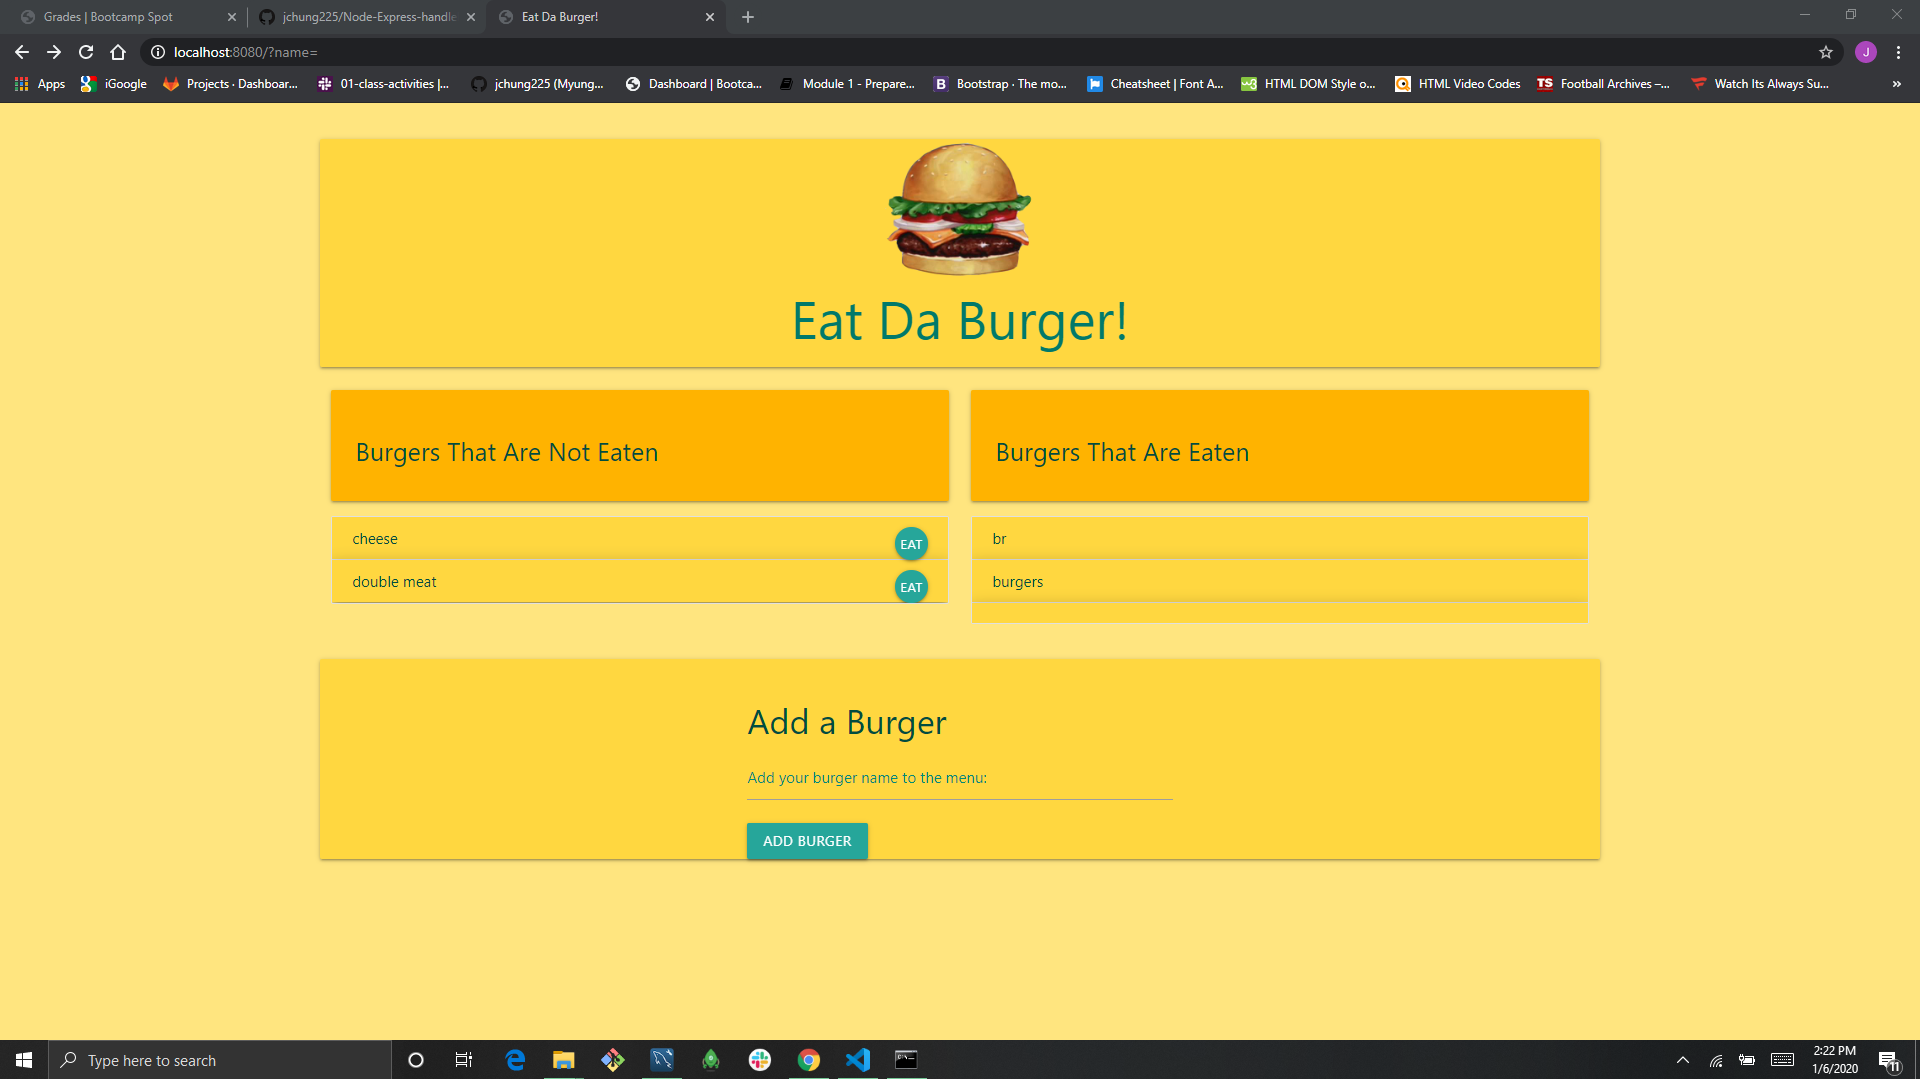 Grades | Bootcamp Spot
jchung225/Node-Express-handle
Eat Da Burger!
localhost:8080/?name=
J
Apps
iGoogle
Projects · Dashboar...
01-class-activities |...
jchung225 (Myung...
Dashboard | Bootca...
Module 1 - Prepare...
B
Bootstrap · The mo...
Cheatsheet | Font A...
HTML DOM Style o...
HTML Video Codes
TS
Football Archives –...
Watch Its Always Su...
»
Eat Da Burger!
Burgers That Are Not Eaten
Burgers That Are Eaten
cheese
EAT
br
double meat
EAT
burgers
Add a Burger
Add your burger name to the menu:
ADD BURGER
Type here to search
2:22 PM
1/6/2020
11